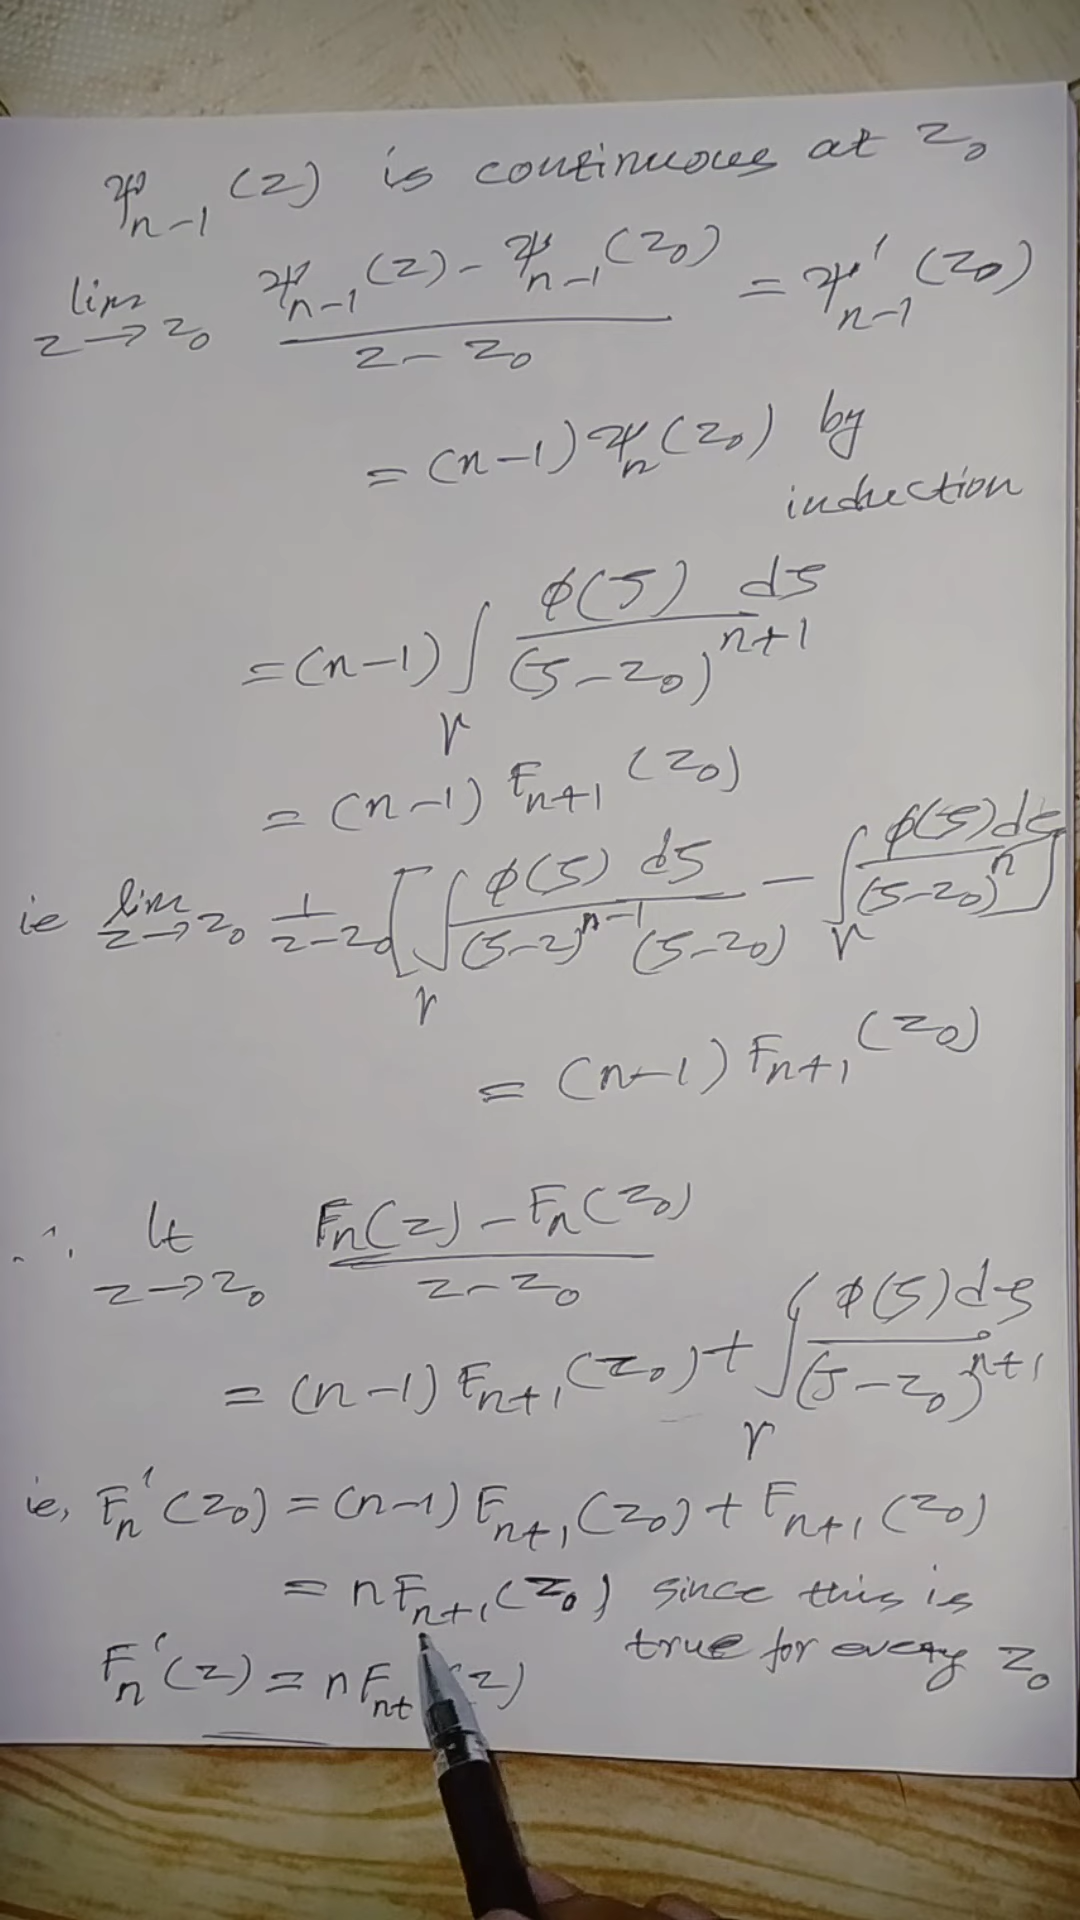 ψ_{n-1}(z) is continuous at z₀
lim_{z→z₀} (ψ_{n-1}(z) - ψ_{n-1}(z₀))/(z - z₀) = ψ'_{n-1}(z₀)
= (n-1) ψ_n(z₀) by
induction
= (n-1) ∫_γ φ(ζ) dζ/(ζ - z₀)^{n+1}
= (n-1) F_{n+1}(z₀)
ie lim_{z→z₀} 1/(z - z₀) [∫_γ φ(ζ) dζ/((ζ-z)^{n-1}(ζ-z₀)) - ∫_γ φ(ζ)dζ/(ζ-z₀)^n]
= (n-1) F_{n+1}(z₀)
∴ lt_{z→z₀} (F_n(z) - F_n(z₀))/(z - z₀)
= (n-1) F_{n+1}(z₀) + ∫_γ φ(ζ)dζ/(ζ-z₀)^{n+1}
ie, F_n'(z₀) = (n-1) F_{n+1}(z₀) + F_{n+1}(z₀)
= n F_{n+1}(z₀) since this is
true for every z₀
F_n'(z) = n F_{n+}(z)